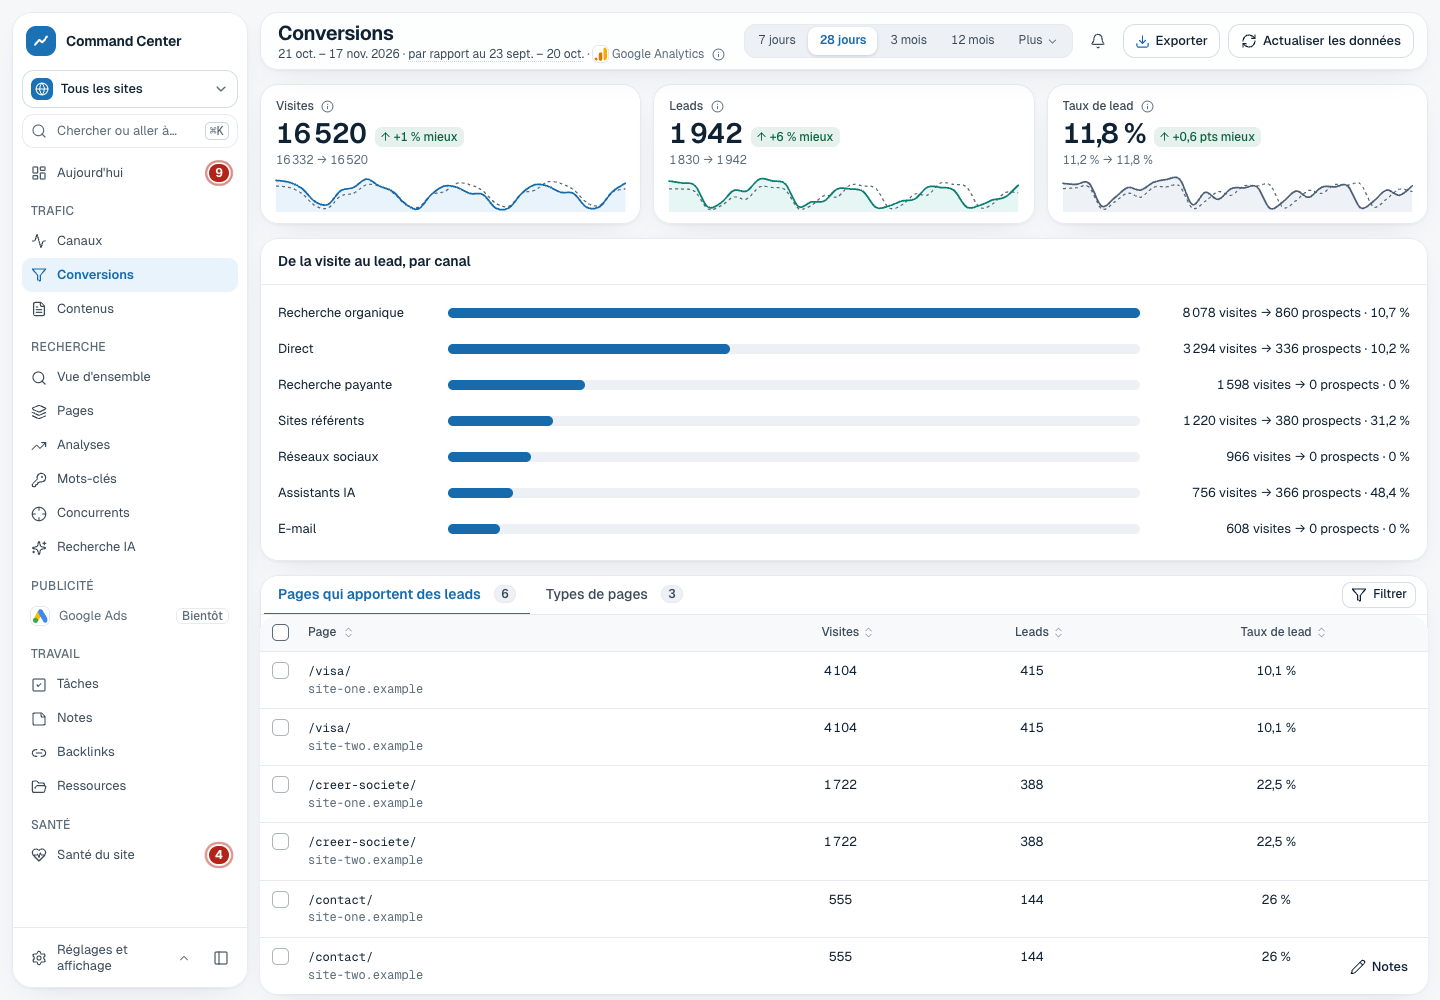 Command Center
Tous les sites
Chercher ou aller à… ⌘K
Aujourd'hui 9
TRAFIC
Canaux
Conversions
Contenus
RECHERCHE
Vue d'ensemble
Pages
Analyses
Mots-clés
Concurrents
Recherche IA
PUBLICITÉ
Google Ads Bientôt
TRAVAIL
Tâches
Notes
Backlinks
Ressources
SANTÉ
Santé du site 4
Réglages et
affichage
Conversions
21 oct. – 17 nov. 2026 · par rapport au 23 sept. – 20 oct. · Google Analytics
7 jours 28 jours 3 mois 12 mois Plus
Exporter
Actualiser les données
Visites
16 520 ↑ +1 % mieux
16 332 → 16 520
Leads
1 942 ↑ +6 % mieux
1 830 → 1 942
Taux de lead
11,8 % ↑ +0,6 pts mieux
11,2 % → 11,8 %
De la visite au lead, par canal
Recherche organique 8 078 visites → 860 prospects · 10,7 %
Direct 3 294 visites → 336 prospects · 10,2 %
Recherche payante 1 598 visites → 0 prospects · 0 %
Sites référents 1 220 visites → 380 prospects · 31,2 %
Réseaux sociaux 966 visites → 0 prospects · 0 %
Assistants IA 756 visites → 366 prospects · 48,4 %
E-mail 608 visites → 0 prospects · 0 %
Pages qui apportent des leads 6 Types de pages 3 Filtrer
Page Visites Leads Taux de lead
/visa/ 4 104 415 10,1 %
site-one.example
/visa/ 4 104 415 10,1 %
site-two.example
/creer-societe/ 1 722 388 22,5 %
site-one.example
/creer-societe/ 1 722 388 22,5 %
site-two.example
/contact/ 555 144 26 %
site-one.example
/contact/ 555 144 26 %
site-two.example
Notes